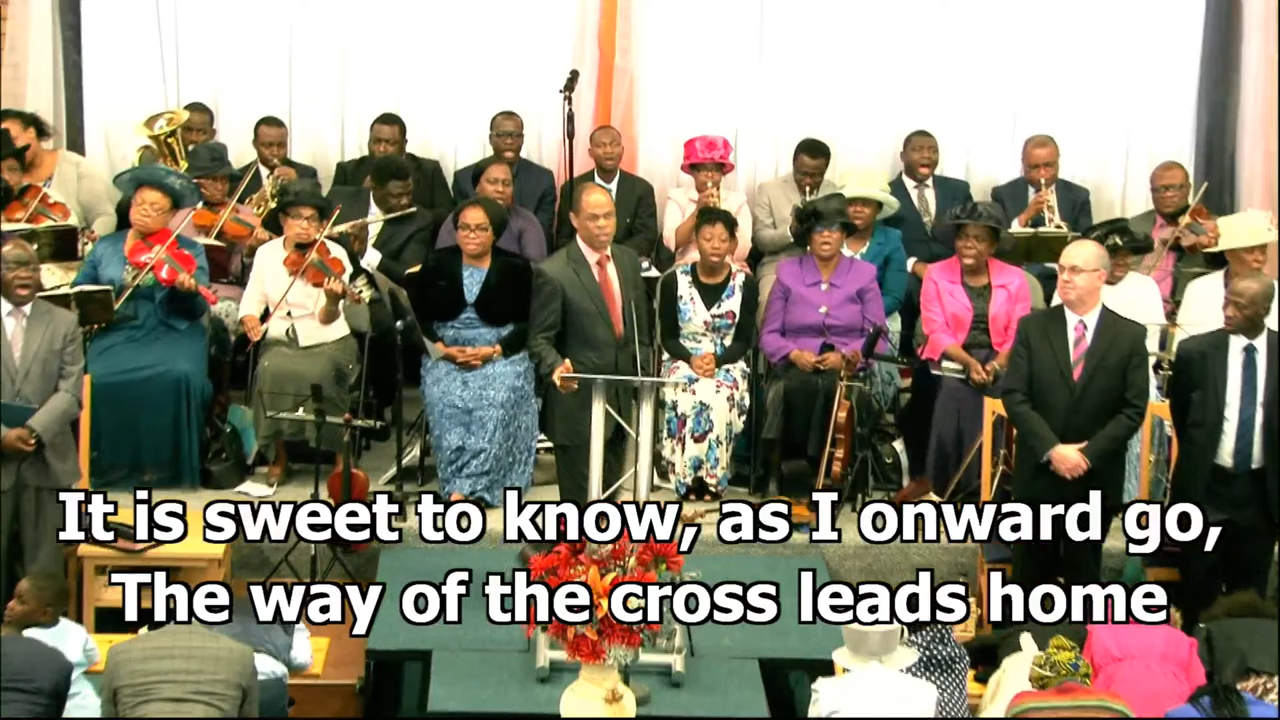 It is sweet to know, as I onward go,
The way of the cross leads home